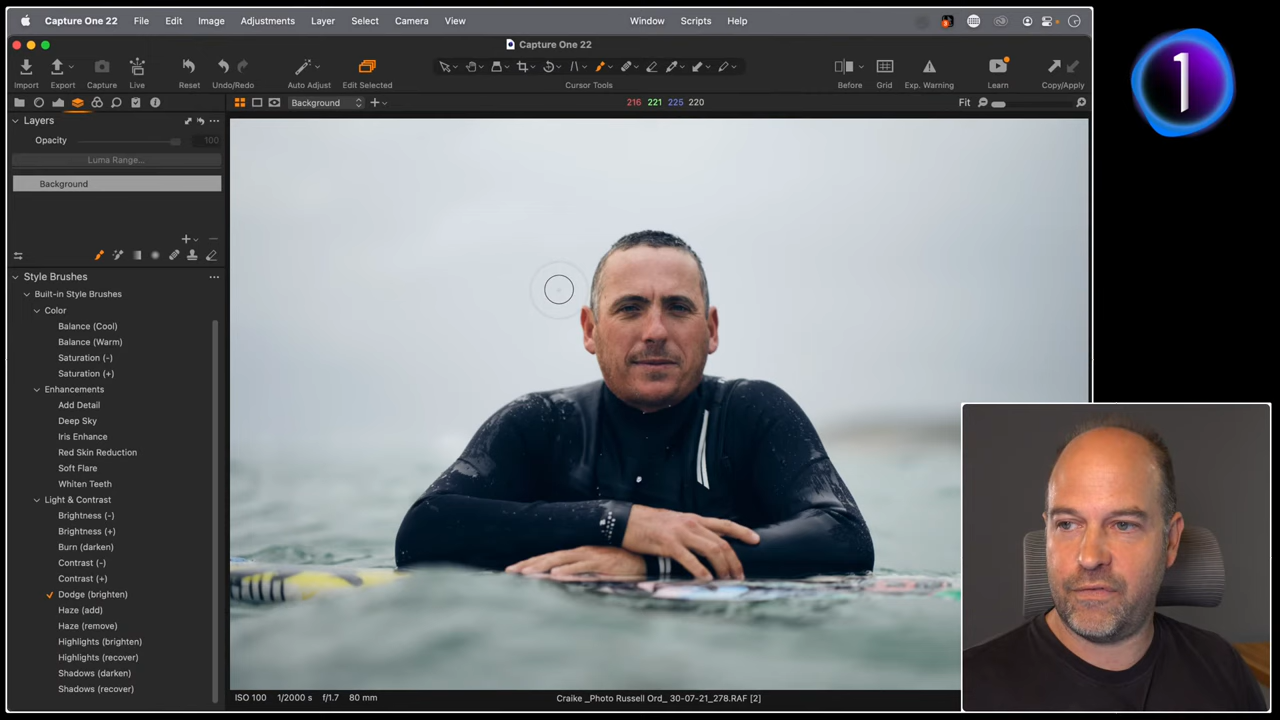 Capture One 22 File Edit Image Adjustments Layer Select Camera View Window Scripts Help
Capture One 22
Import Export Capture Live Reset Undo/Redo Auto Adjust Edit Selected Cursor Tools Before Grid Exp. Warning Learn Copy/Apply
Background 216 221 225 220 Fit
Layers
Opacity 100
Luma Range...
Background
Style Brushes
Built-in Style Brushes
Color
Balance (Cool)
Balance (Warm)
Saturation (-)
Saturation (+)
Enhancements
Add Detail
Deep Sky
Iris Enhance
Red Skin Reduction
Soft Flare
Whiten Teeth
Light & Contrast
Brightness (-)
Brightness (+)
Burn (darken)
Contrast (-)
Contrast (+)
Dodge (brighten)
Haze (add)
Haze (remove)
Highlights (brighten)
Highlights (recover)
Shadows (darken)
Shadows (recover)
ISO 100 1/2000 s f/1.7 80 mm Craike _Photo Russell Ord_ 30-07-21_278.RAF [2]
1